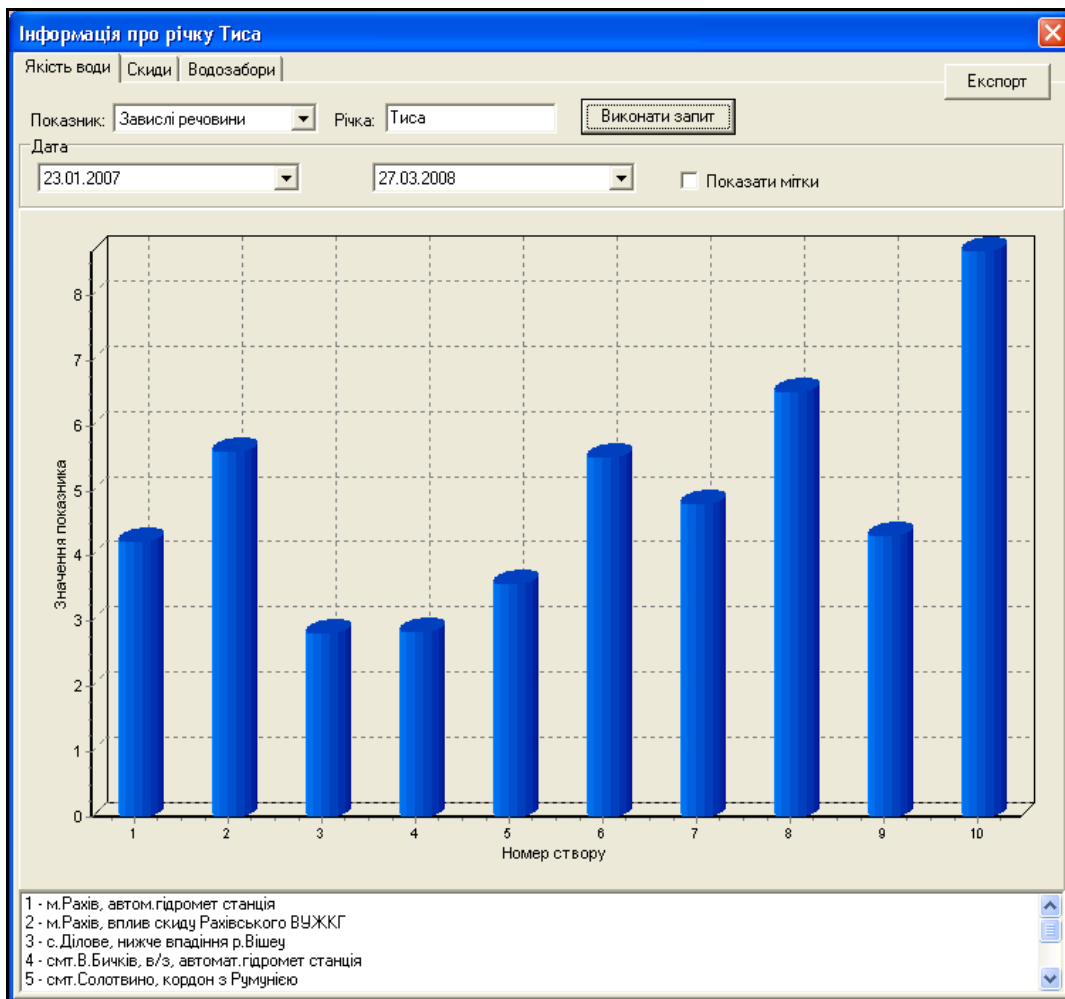 Інформація про річку Тиса
Якість води Скиди Водозабори
Експорт
Показник: Завислі речовини Річка: Тиса Виконати запит
Дата
23.01.2007 27.03.2008 Показати мітки
8
7
6
5
4
3
2
1
0
Значення показника
1 2 3 4 5 6 7 8 9 10
Номер створу
1 - м.Рахів, автом.гідромет станція
2 - м.Рахів, вплив скиду Рахівського ВУЖКГ
3 - с.Ділове, нижче впадіння р.Вішеу
4 - смт.В.Бичків, в/з, автомат.гідромет станція
5 - смт.Солотвино, кордон з Румунією